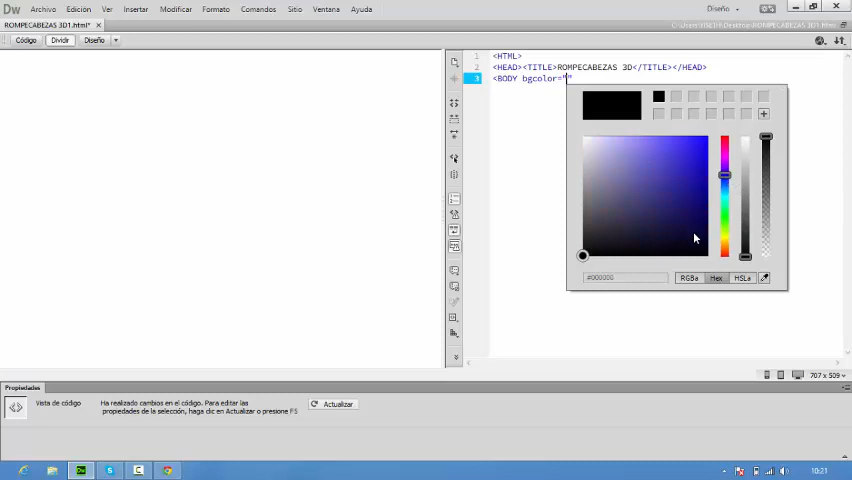 Dw Archivo Edición Ver Insertar Modificar Formato Comandos Sitio Ventana Ayuda Diseño
ROMPECABEZAS 3D1.html*
Código Dividir Diseño
1 <HTML>
2 <HEAD><TITLE>ROMPECABEZAS 3D</TITLE></HEAD>
3 <BODY bgcolor=""
#000000 RGBa Hex HSLa
707 x 509
Propiedades
Vista de código
Ha realizado cambios en el código. Para editar las
propiedades de la selección, haga clic en Actualizar o presione F5
Actualizar
10:21